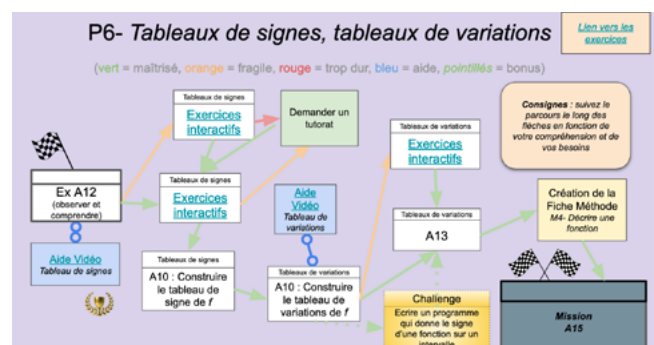 P6- Tableaux de signes, tableaux de variations
Lien vers les
exercices
(vert = maîtrisé, orange = fragile, rouge = trop dur, bleu = aide, pointillés = bonus)
Tableaux de signes
Exercices
interactifs
Demander un
tutorat
Consignes : suivez le
parcours le long des
flèches en fonction de
votre compréhension et de
vos besoins
Tableaux de variations
Exercices
interactifs
Ex A12
(observer et
comprendre)
Tableaux de signes
Exercices
interactifs
Aide
Vidéo
Tableau de
variations
Création de la
Fiche Méthode
M4- Décrire une
fonction
Tableaux de variations
A13
Aide Vidéo
Tableau de signes
Tableaux de signes
A10 : Construire
le tableau de
signe de f
Tableaux de variations
A10 : Construire
le tableau de
variations de f
Challenge
Ecrire un programme
qui donne le signe
d'une fonction sur un
intervalle
Mission
A15